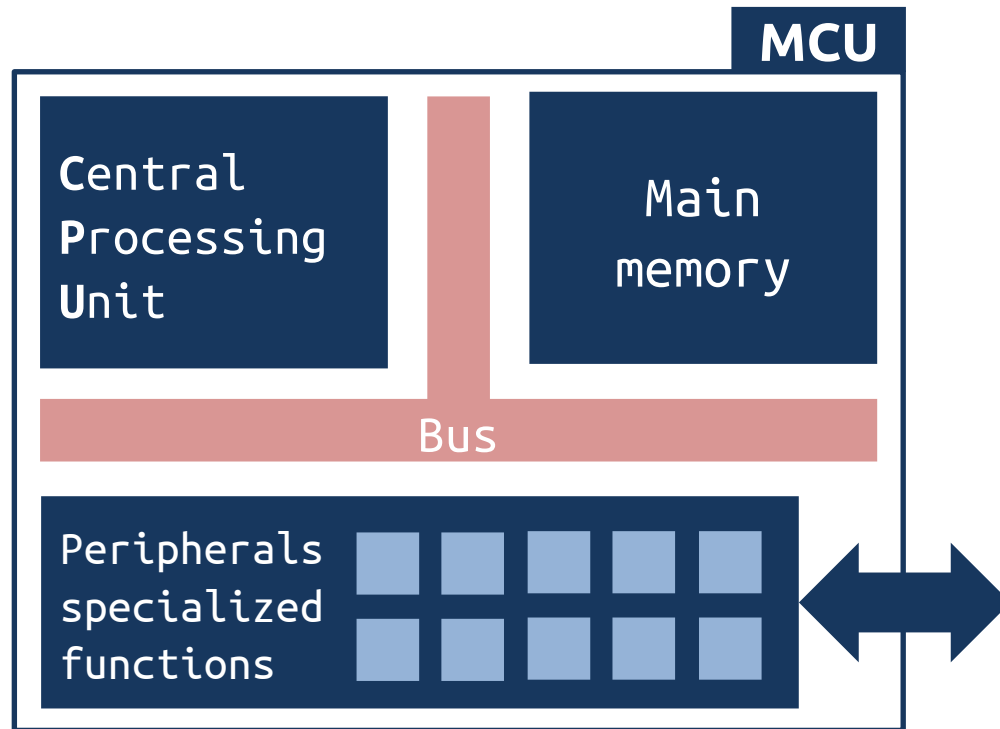 MCU
Central
Processing
Unit
Main
memory
Bus
Peripherals
specialized
functions